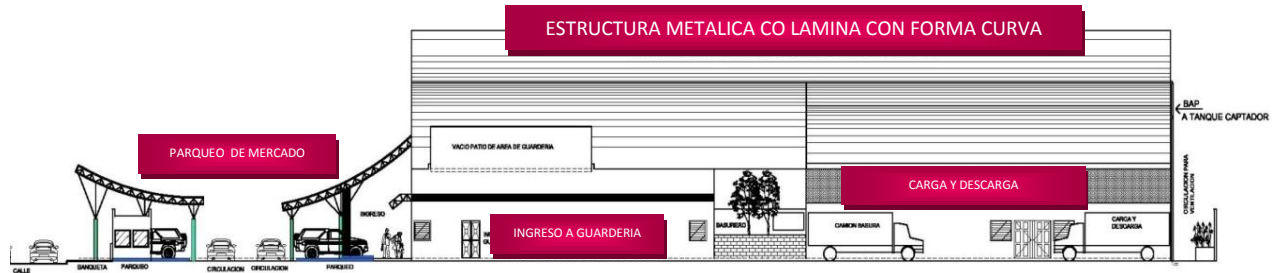 ESTRUCTURA METALICA CO LAMINA CON FORMA CURVA
BAP
A TANQUE CAPTADOR
PARQUEO DE MERCADO
VACIO PATIO DE AREA DE GUARDERIA
CARGA Y DESCARGA
CIRCULACION PARA
VENTILACION
INGRESO
INGRESO A GUARDERIA
BASURERO
CAMION BASURA
CARGA Y
DESCARGA
CALLE
BANQUETA
PARQUEO
CIRCULACION
CIRCULACION
PARQUEO